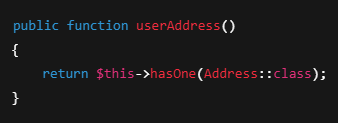 public function userAddress()
{
    return $this->hasOne(Address::class);
}